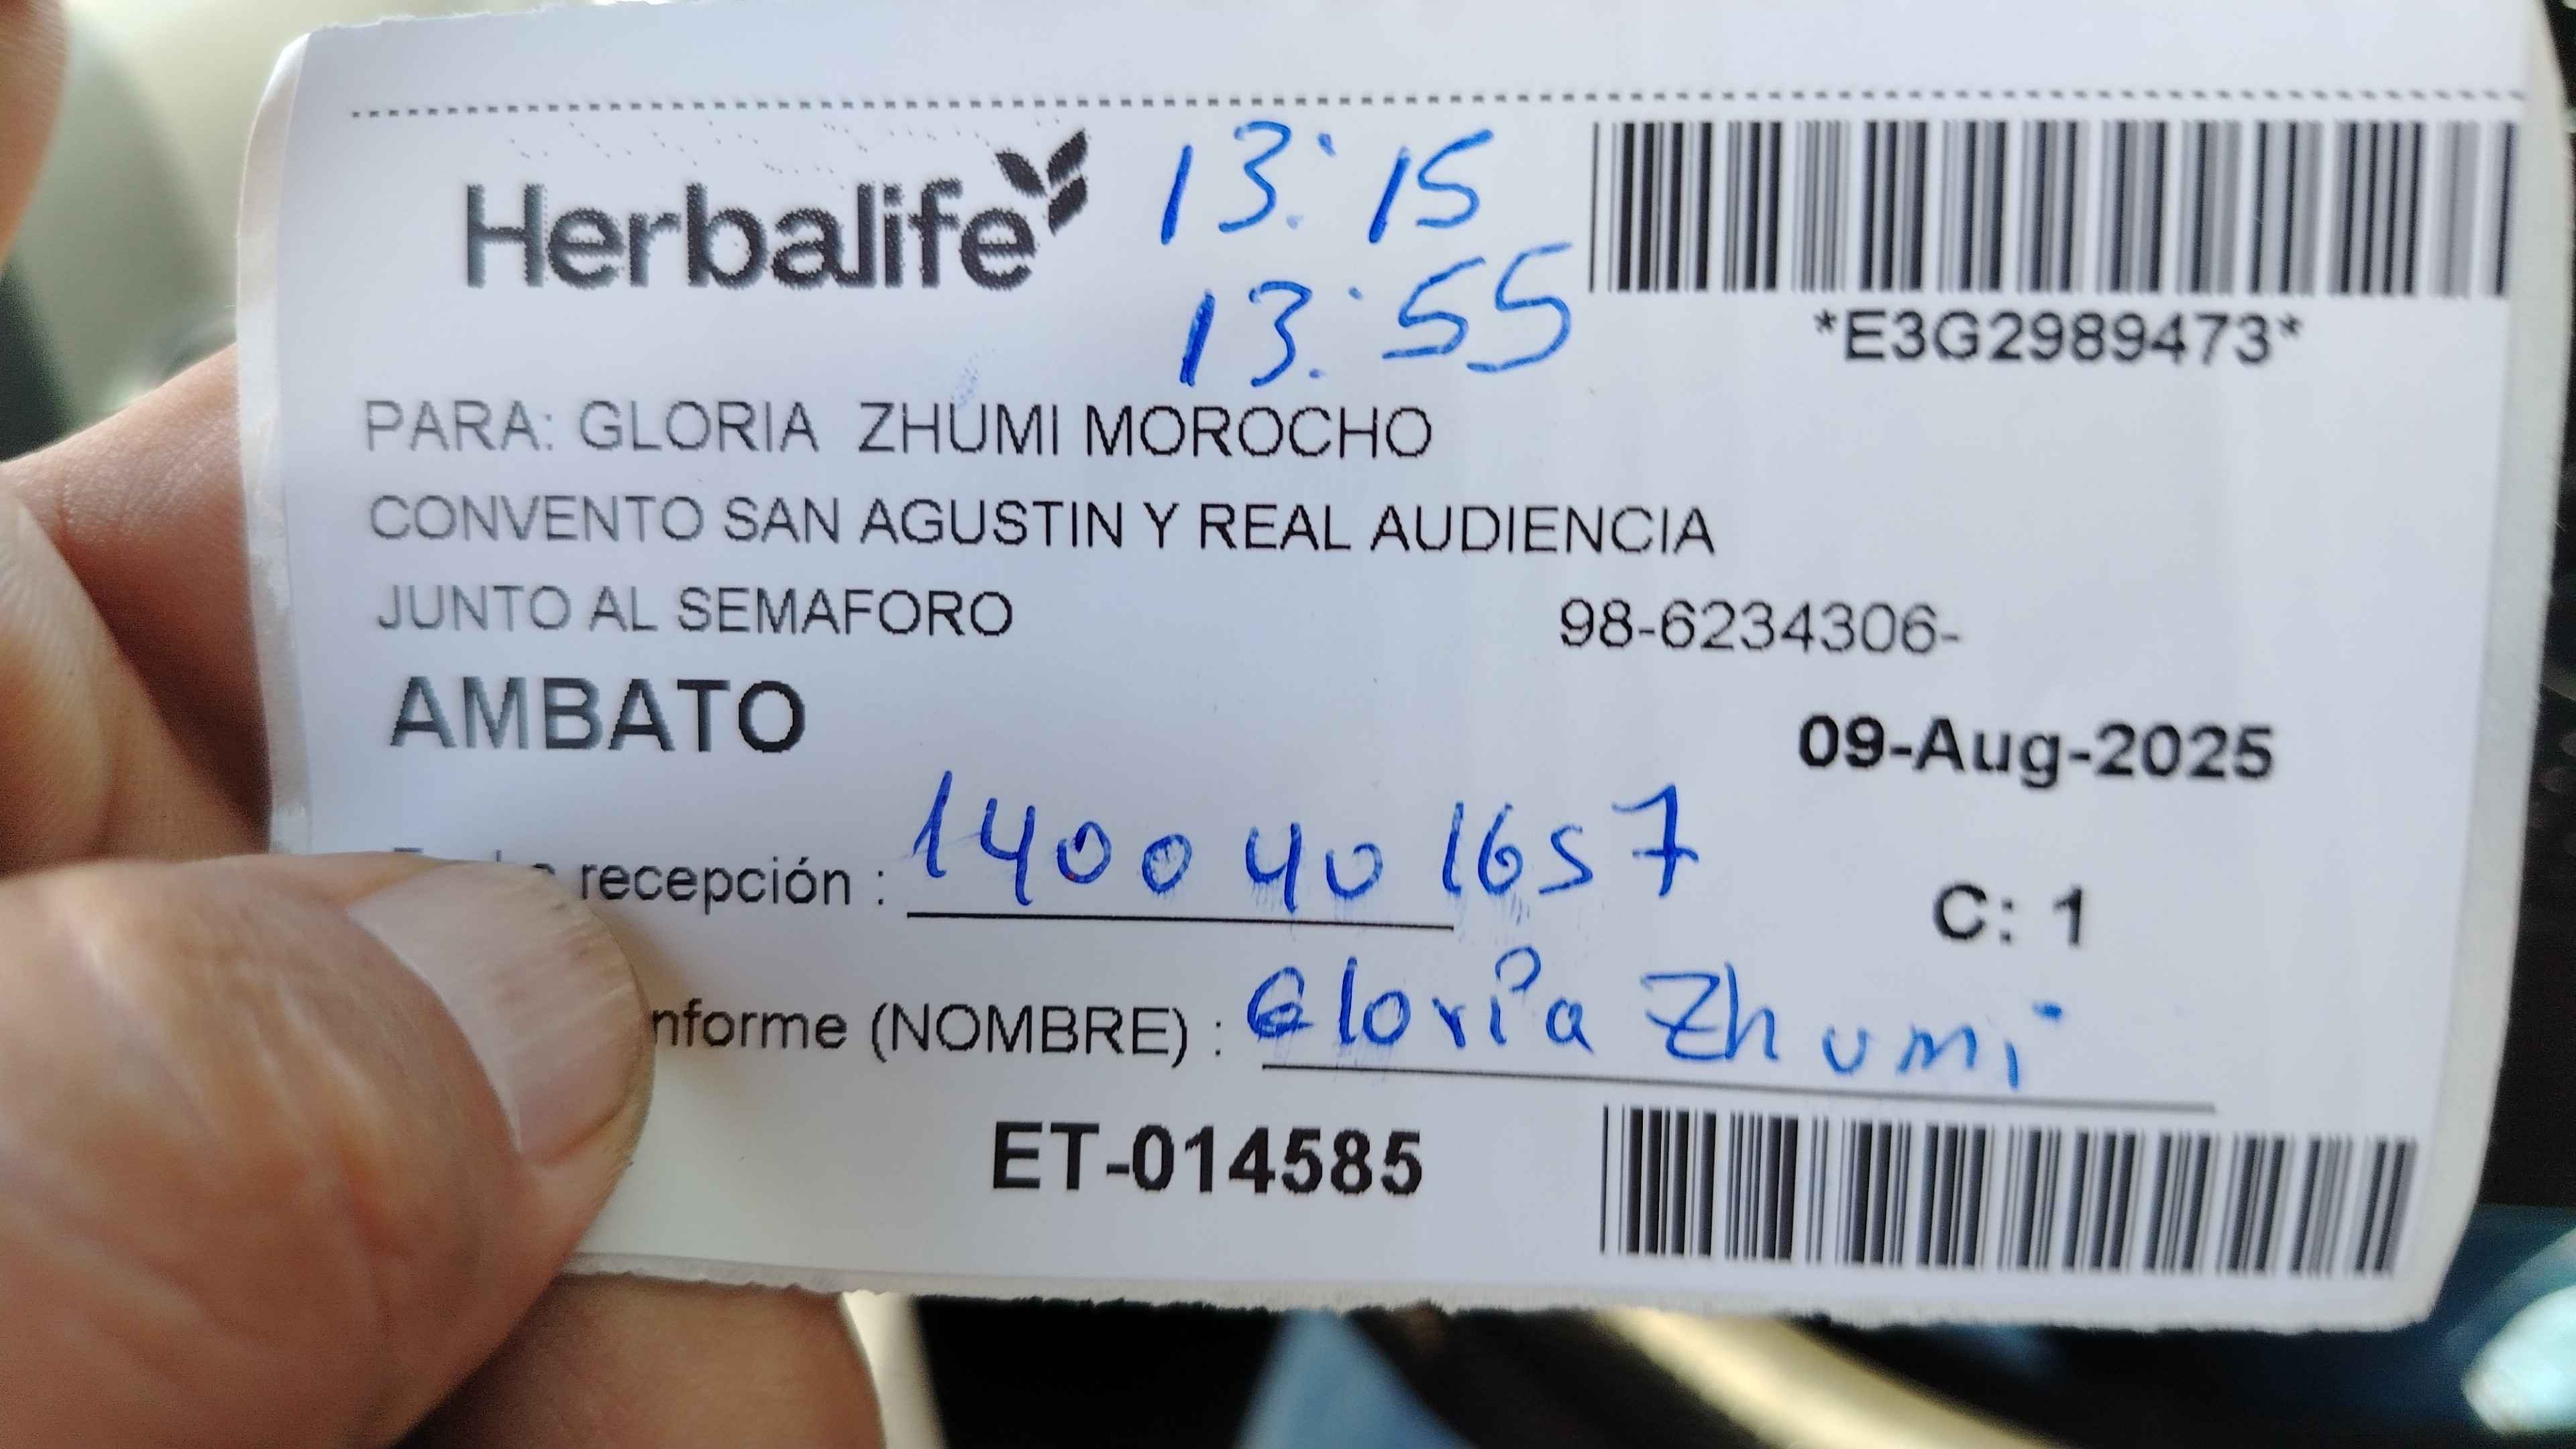 Herbalife
13:15
13:55
*E3G2989473*
PARA: GLORIA ZHUMI MOROCHO
CONVENTO SAN AGUSTIN Y REAL AUDIENCIA
JUNTO AL SEMAFORO 98-6234306-
AMBATO
09-Aug-2025
recepción : 1400401657
C: 1
nforme (NOMBRE) : Gloria Zhumi
ET-014585